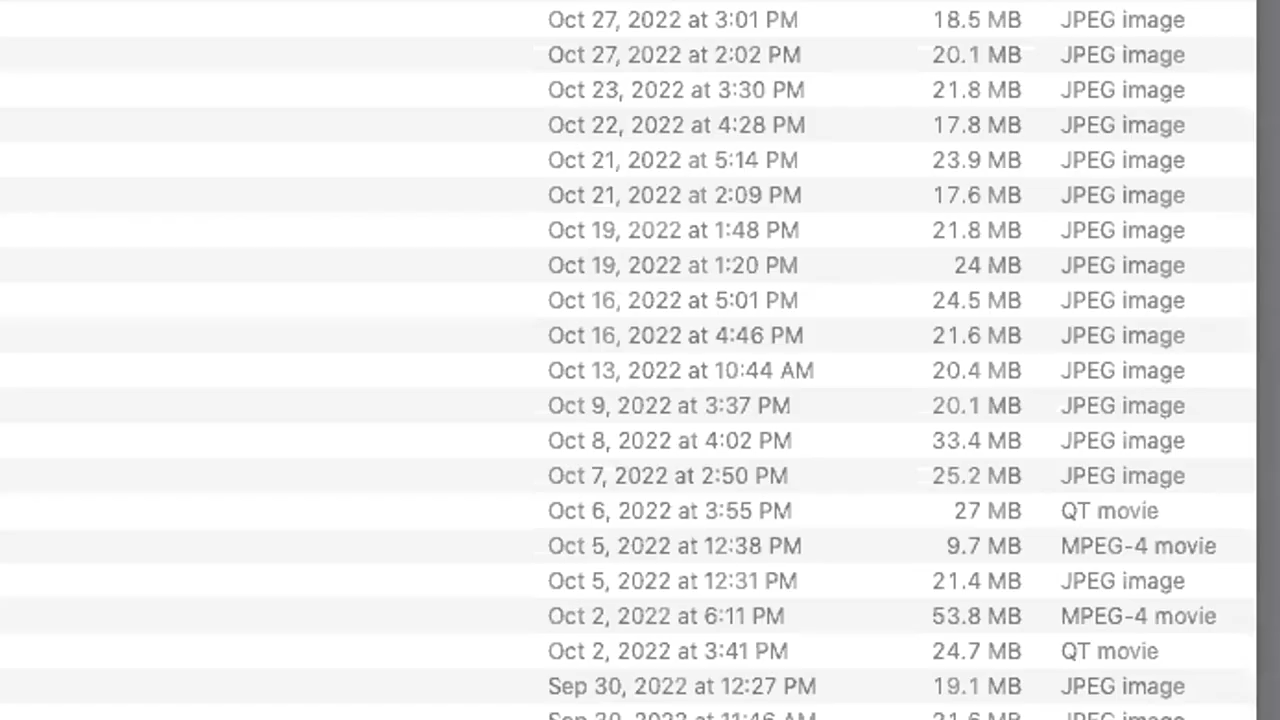 Oct 27, 2022 at 3:01 PM 18.5 MB JPEG image
Oct 27, 2022 at 2:02 PM 20.1 MB JPEG image
Oct 23, 2022 at 3:30 PM 21.8 MB JPEG image
Oct 22, 2022 at 4:28 PM 17.8 MB JPEG image
Oct 21, 2022 at 5:14 PM 23.9 MB JPEG image
Oct 21, 2022 at 2:09 PM 17.6 MB JPEG image
Oct 19, 2022 at 1:48 PM 21.8 MB JPEG image
Oct 19, 2022 at 1:20 PM 24 MB JPEG image
Oct 16, 2022 at 5:01 PM 24.5 MB JPEG image
Oct 16, 2022 at 4:46 PM 21.6 MB JPEG image
Oct 13, 2022 at 10:44 AM 20.4 MB JPEG image
Oct 9, 2022 at 3:37 PM 20.1 MB JPEG image
Oct 8, 2022 at 4:02 PM 33.4 MB JPEG image
Oct 7, 2022 at 2:50 PM 25.2 MB JPEG image
Oct 6, 2022 at 3:55 PM 27 MB QT movie
Oct 5, 2022 at 12:38 PM 9.7 MB MPEG-4 movie
Oct 5, 2022 at 12:31 PM 21.4 MB JPEG image
Oct 2, 2022 at 6:11 PM 53.8 MB MPEG-4 movie
Oct 2, 2022 at 3:41 PM 24.7 MB QT movie
Sep 30, 2022 at 12:27 PM 19.1 MB JPEG image